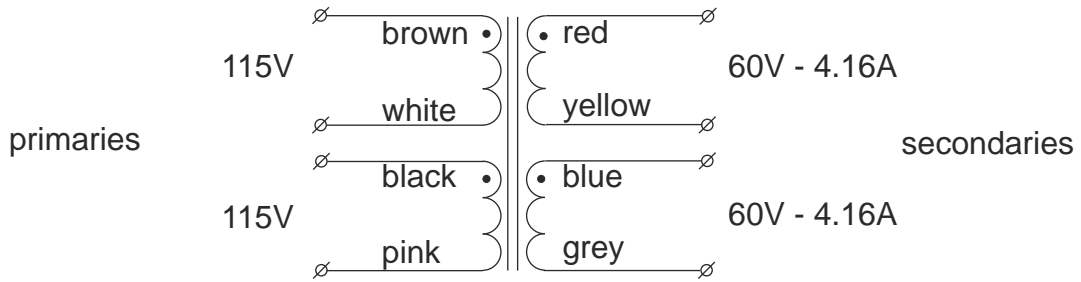 brown
red
115V
60V - 4.16A
white
yellow
primaries
secondaries
black
blue
115V
60V - 4.16A
pink
grey